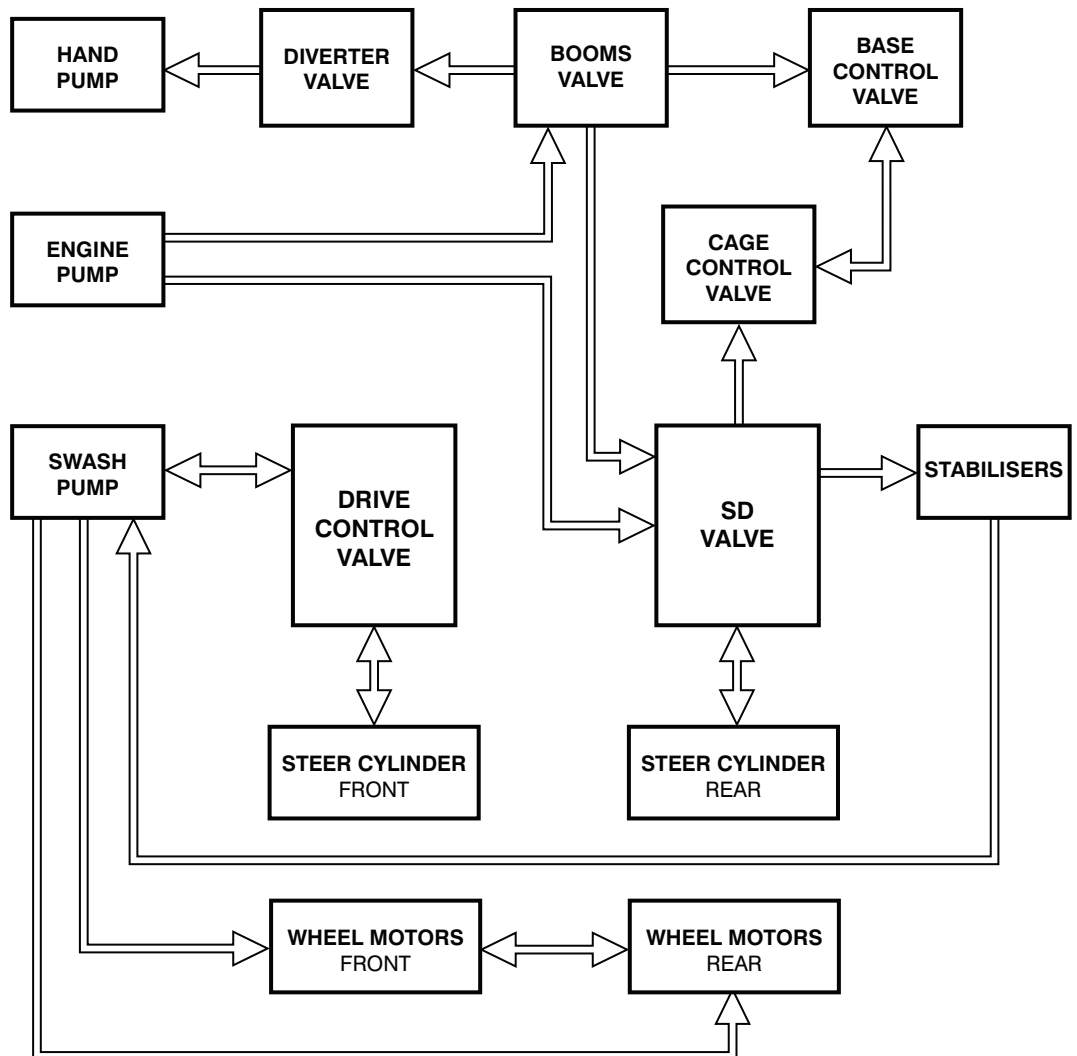 HAND
PUMP
DIVERTER
VALVE
BOOMS
VALVE
BASE
CONTROL
VALVE
ENGINE
PUMP
CAGE
CONTROL
VALVE
SWASH
PUMP
DRIVE
CONTROL
VALVE
SD
VALVE
STABILISERS
STEER CYLINDER
FRONT
STEER CYLINDER
REAR
WHEEL MOTORS
FRONT
WHEEL MOTORS
REAR